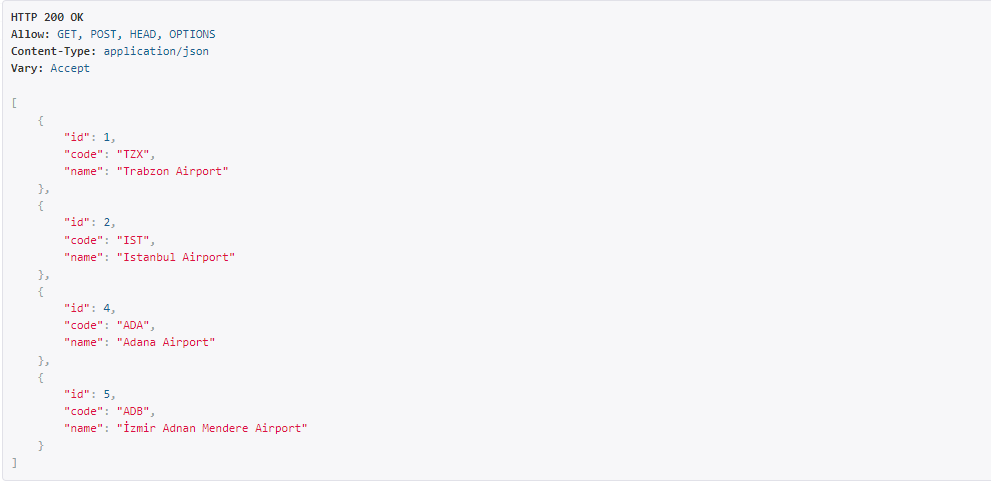 HTTP 200 OK
Allow: GET, POST, HEAD, OPTIONS
Content-Type: application/json
Vary: Accept

[
    {
        "id": 1,
        "code": "TZX",
        "name": "Trabzon Airport"
    },
    {
        "id": 2,
        "code": "IST",
        "name": "Istanbul Airport"
    },
    {
        "id": 4,
        "code": "ADA",
        "name": "Adana Airport"
    },
    {
        "id": 5,
        "code": "ADB",
        "name": "İzmir Adnan Mendere Airport"
    }
]